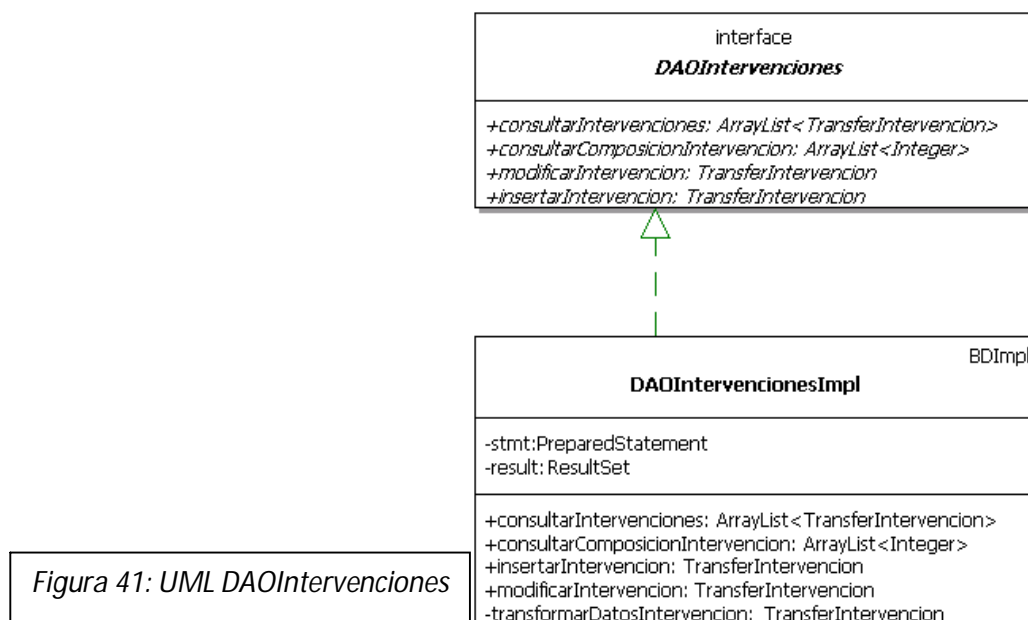 interface
DAOIntervenciones
+consultarIntervenciones: ArrayList<TransferIntervencion>
+consultarComposicionIntervencion: ArrayList<Integer>
+modificarIntervencion: TransferIntervencion
+insertarIntervencion: TransferIntervencion
BDImpl
DAOIntervencionesImpl
-stmt:PreparedStatement
-result: ResultSet
+consultarIntervenciones: ArrayList<TransferIntervencion>
+consultarComposicionIntervencion: ArrayList<Integer>
+insertarIntervencion: TransferIntervencion
+modificarIntervencion: TransferIntervencion
-transformarDatosIntervencion: TransferIntervencion
Figura 41: UML DAOIntervenciones